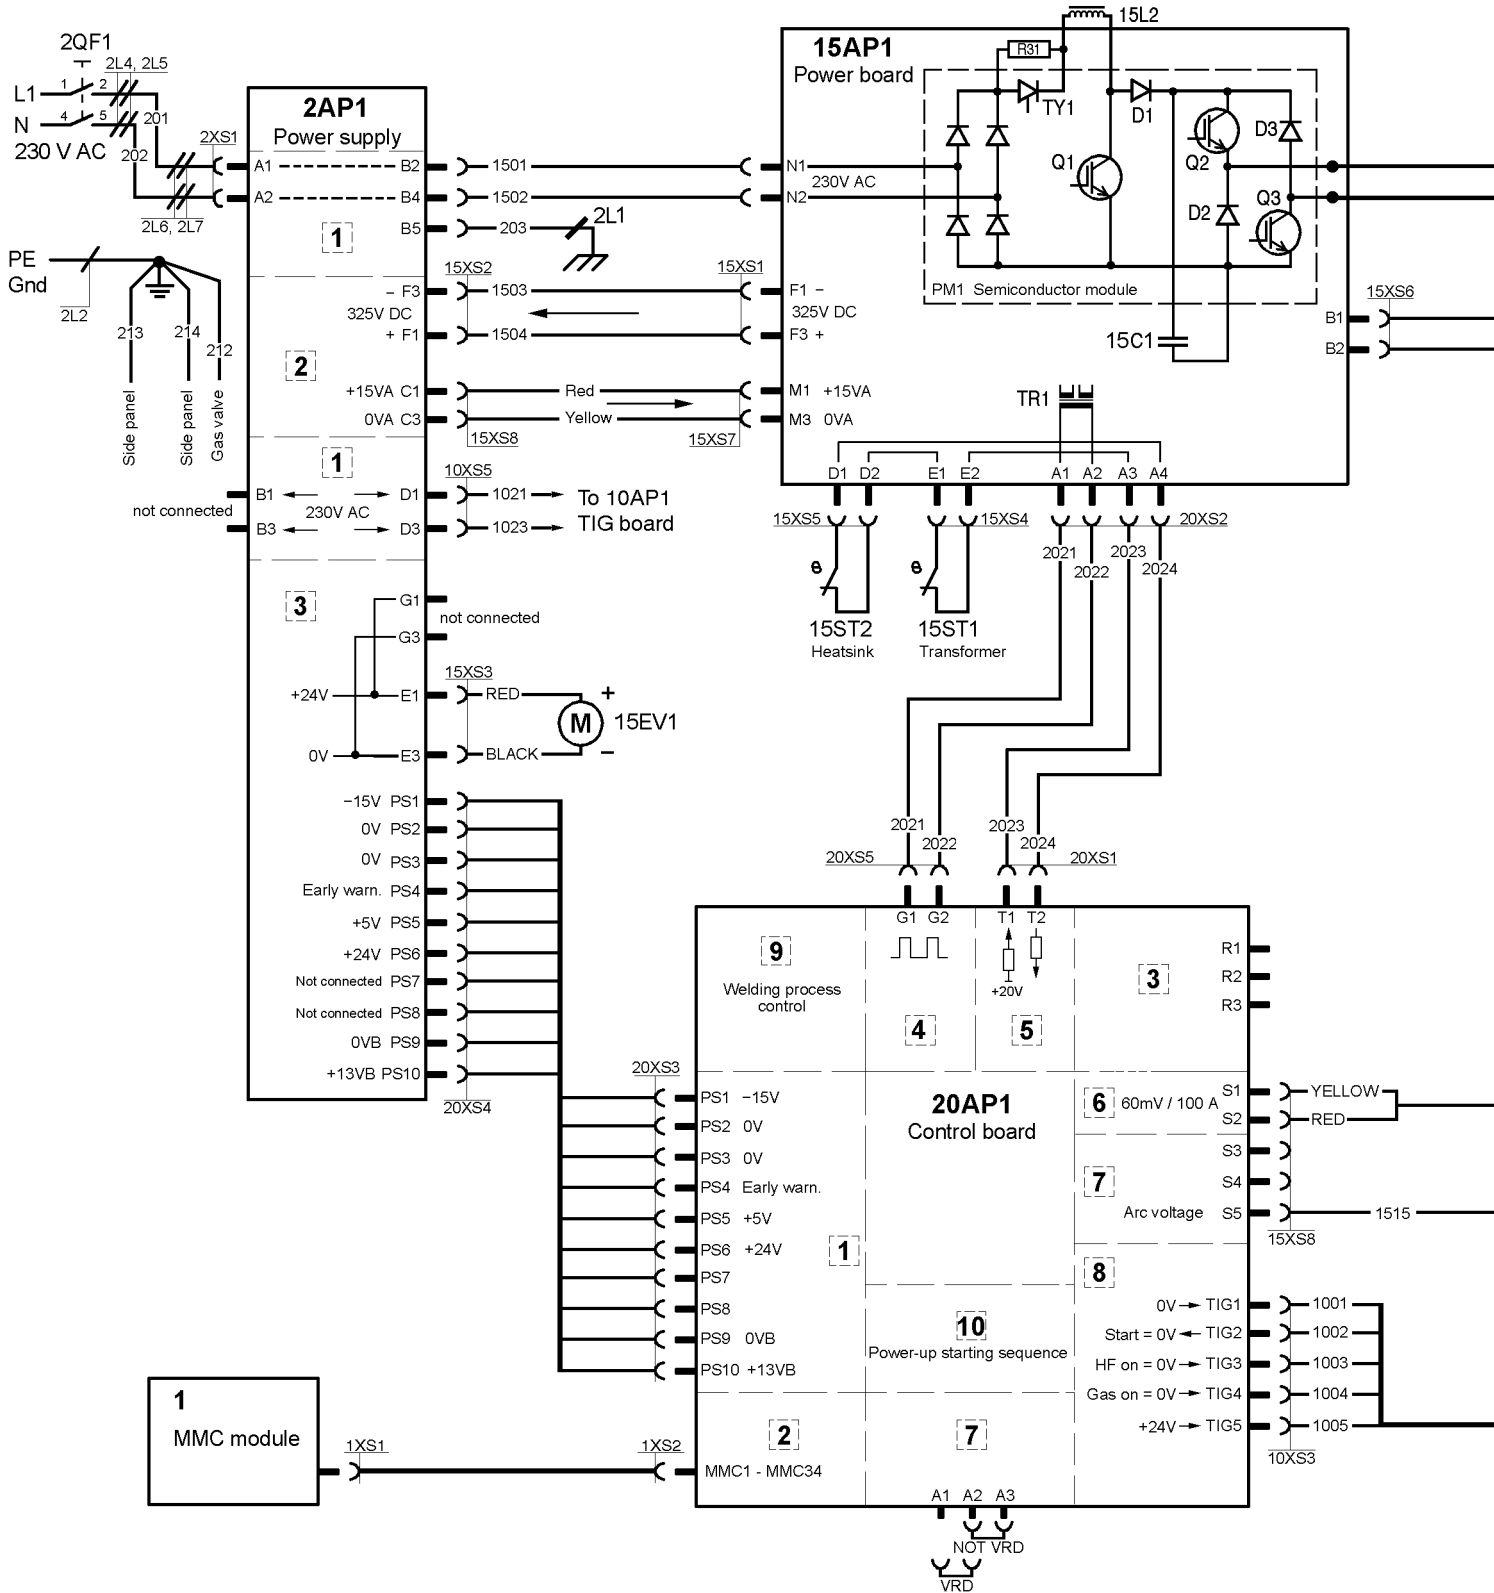 2QF1
2L4, 2L5
L1
1
2
N
4
5
230 V AC
201
202
2XS1
2L6, 2L7
PE
Gnd
2L2
213
214
212
Side panel
Side panel
Gas valve
2AP1
Power supply
A1
B2
A2
B4
B5
1
− F3
325V DC
+ F1
2
+15VA C1
0VA C3
1
B1
D1
230V AC
B3
D3
not connected
3
G1
G3
not connected
+24V
E1
0V
E3
−15V PS1
0V PS2
0V PS3
Early warn. PS4
+5V PS5
+24V PS6
Not connected PS7
Not connected PS8
0VB PS9
+13VB PS10
20XS4
1501
1502
203
2L1
15XS2
15XS1
1503
1504
Red
Yellow
15XS8
15XS7
10XS5
1021
1023
To 10AP1
TIG board
15XS3
RED
BLACK
+
M
15EV1
−
15L2
15AP1
Power board
R31
TY1
D1
Q1
Q2
D3
D2
Q3
N1
230V AC
N2
PM1 Semiconductor module
F1 −
325V DC
F3 +
15C1
15XS6
B1
B2
M1 +15VA
M3 0VA
TR1
D1
D2
E1
E2
A1
A2
A3
A4
15XS5
15XS4
20XS2
2021
2022
2023
2024
15ST2
Heatsink
15ST1
Transformer
2021
2022
2023
2024
20XS5
20XS1
G1
G2
T1
T2
+20V
9
Welding process
control
4
5
3
R1
R2
R3
20XS3
PS1 −15V
PS2 0V
PS3 0V
PS4 Early warn.
PS5 +5V
PS6 +24V
PS7
PS8
PS9 0VB
PS10 +13VB
1
20AP1
Control board
6
60mV / 100 A
S1
S2
S3
S4
S5
7
Arc voltage
YELLOW
RED
1515
15XS8
8
0V
TIG1
Start = 0V
TIG2
HF on = 0V
TIG3
Gas on = 0V
TIG4
+24V
TIG5
1001
1002
1003
1004
1005
10XS3
10
Power-up starting sequence
2
MMC1 - MMC34
7
A1
A2
A3
NOT VRD
VRD
1
MMC module
1XS1
1XS2